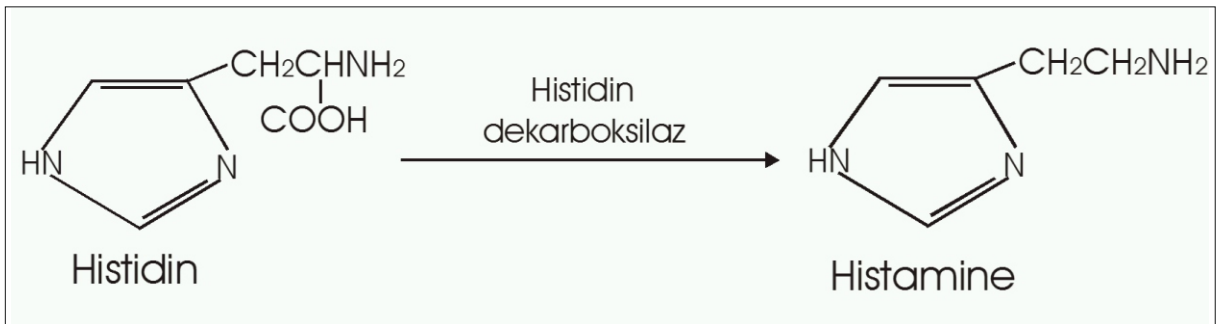 CH2CHNH2
COOH
HN
N
Histidin
Histidin
dekarboksilaz
CH2CH2NH2
HN
N
Histamine